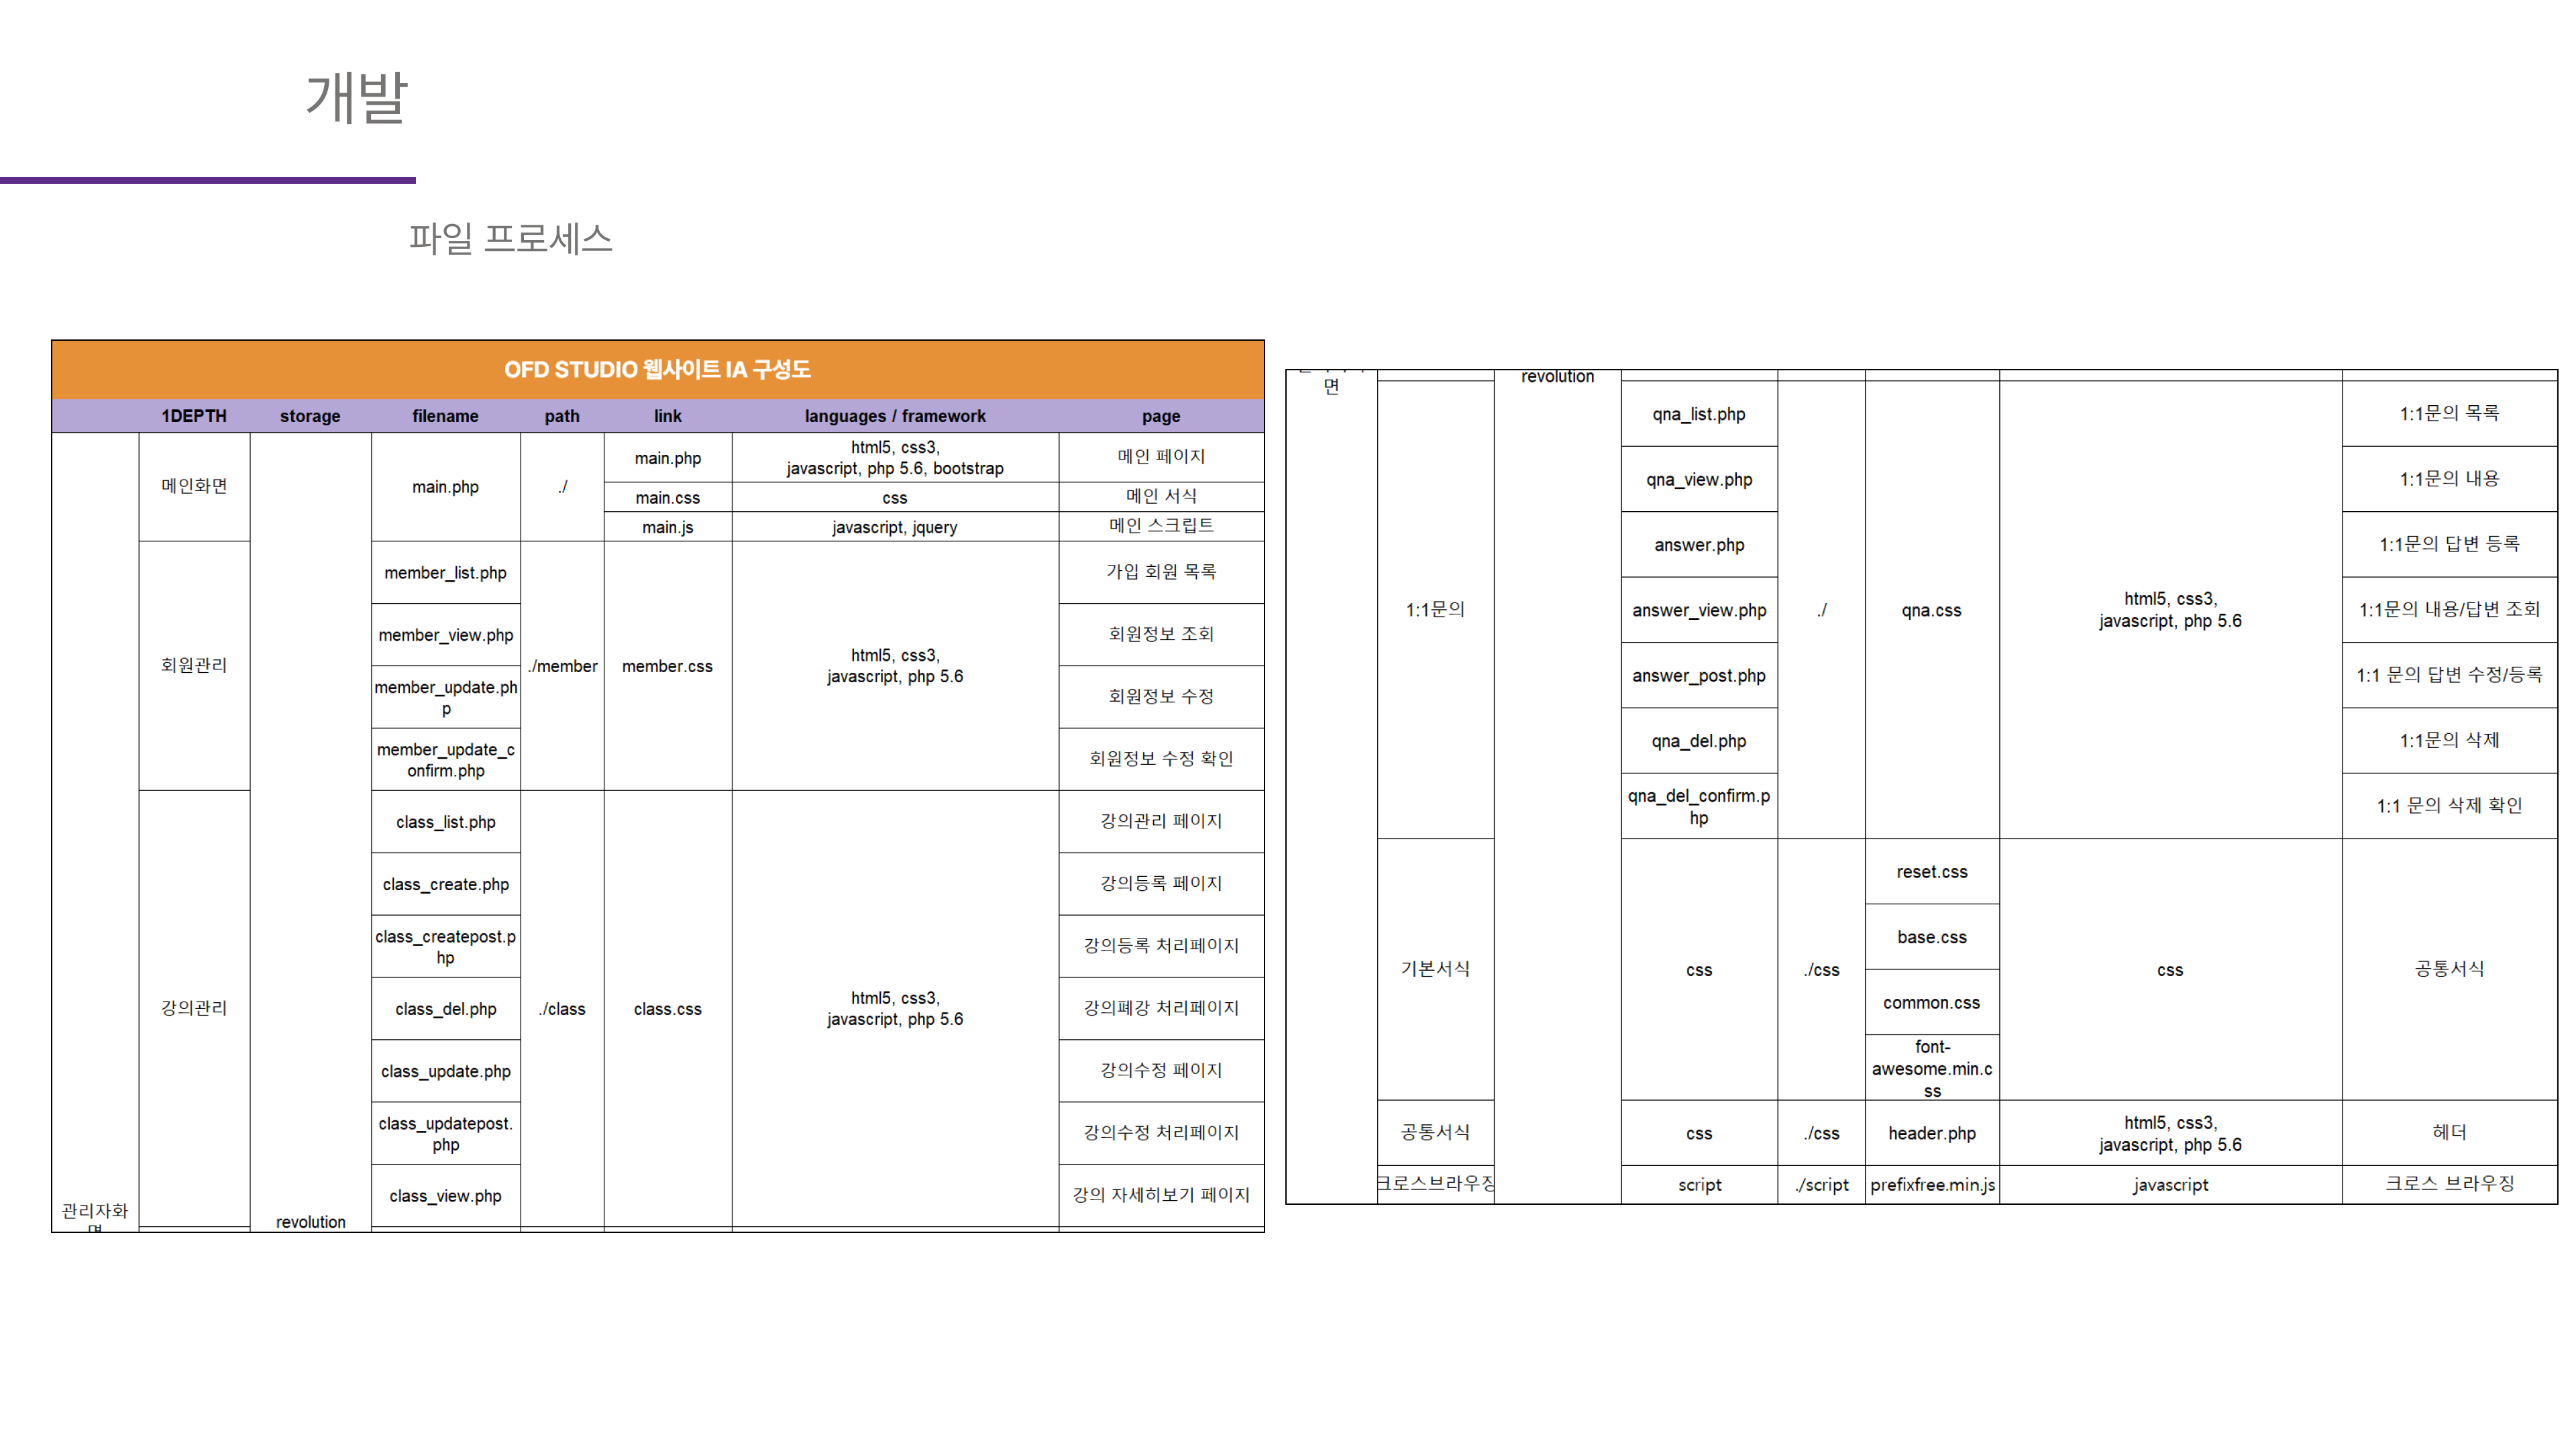 개발
파일 프로세스
OFD STUDIO 웹사이트 IA 구성도
1DEPTH storage filename path link languages / framework page
메인화면
main.php
./
main.php
html5, css3,
javascript, php 5.6, bootstrap
메인 페이지
main.css
css
메인 서식
main.js
javascript, jquery
메인 스크립트
회원관리
member_list.php
member_view.php
member_update.ph
p
member_update_c
onfirm.php
./member
member.css
html5, css3,
javascript, php 5.6
가입 회원 목록
회원정보 조회
회원정보 수정
회원정보 수정 확인
강의관리
class_list.php
class_create.php
class_createpost.p
hp
class_del.php
class_update.php
class_updatepost.
php
class_view.php
./class
class.css
html5, css3,
javascript, php 5.6
강의관리 페이지
강의등록 페이지
강의등록 처리페이지
강의폐강 처리페이지
강의수정 페이지
강의수정 처리페이지
강의 자세히보기 페이지
관리자화
revolution
면
revolution
1:1문의
qna_list.php
qna_view.php
answer.php
answer_view.php
answer_post.php
qna_del.php
qna_del_confirm.p
hp
./
qna.css
html5, css3,
javascript, php 5.6
1:1문의 목록
1:1문의 내용
1:1문의 답변 등록
1:1문의 내용/답변 조회
1:1 문의 답변 수정/등록
1:1문의 삭제
1:1 문의 삭제 확인
기본서식
css
./css
reset.css
base.css
common.css
font-
awesome.min.c
ss
css
공통서식
공통서식
css
./css
header.php
html5, css3,
javascript, php 5.6
헤더
크로스브라우징
script
./script
prefixfree.min.js
javascript
크로스 브라우징